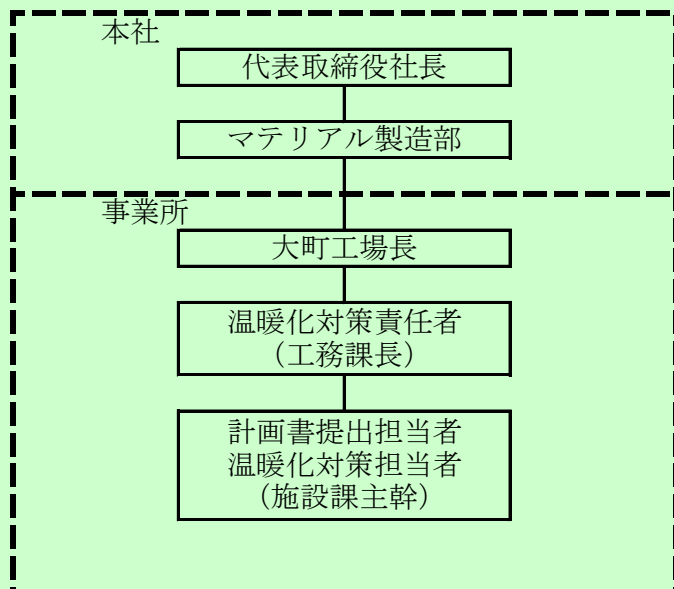 本社
代表取締役社長
マテリアル製造部
事業所
大町工場長
温暖化対策責任者
（工務課長）
計画書提出担当者
温暖化対策担当者
（施設課主幹）